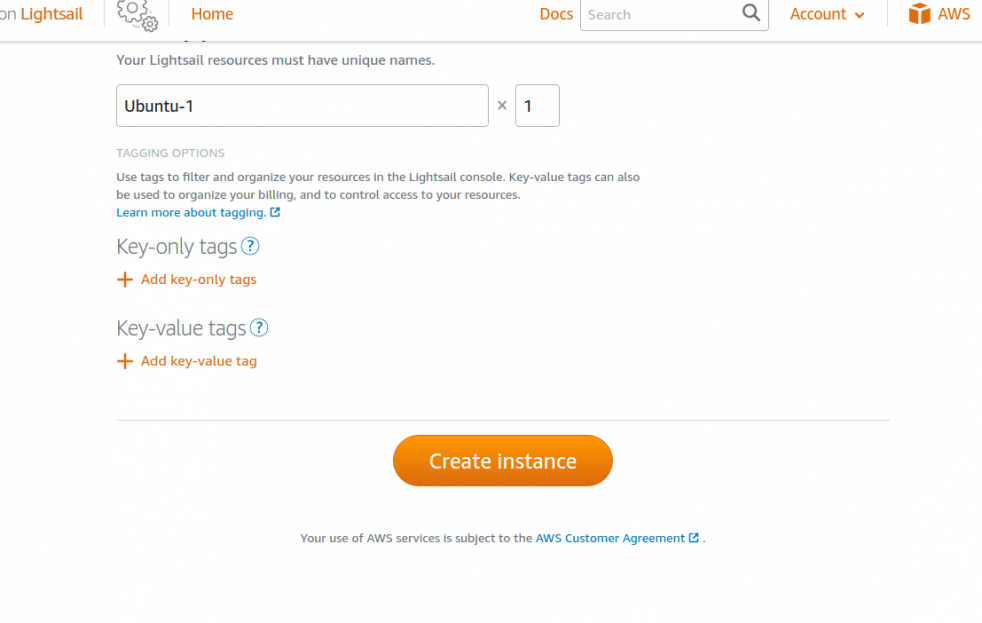 on Lightsail
Home
Docs
Search
Account
AWS
Your Lightsail resources must have unique names.
Ubuntu-1
×
1
TAGGING OPTIONS
Use tags to filter and organize your resources in the Lightsail console. Key-value tags can also
be used to organize your billing, and to control access to your resources.
Learn more about tagging.
Key-only tags ?
+ Add key-only tags
Key-value tags ?
+ Add key-value tag
Create instance
Your use of AWS services is subject to the AWS Customer Agreement .